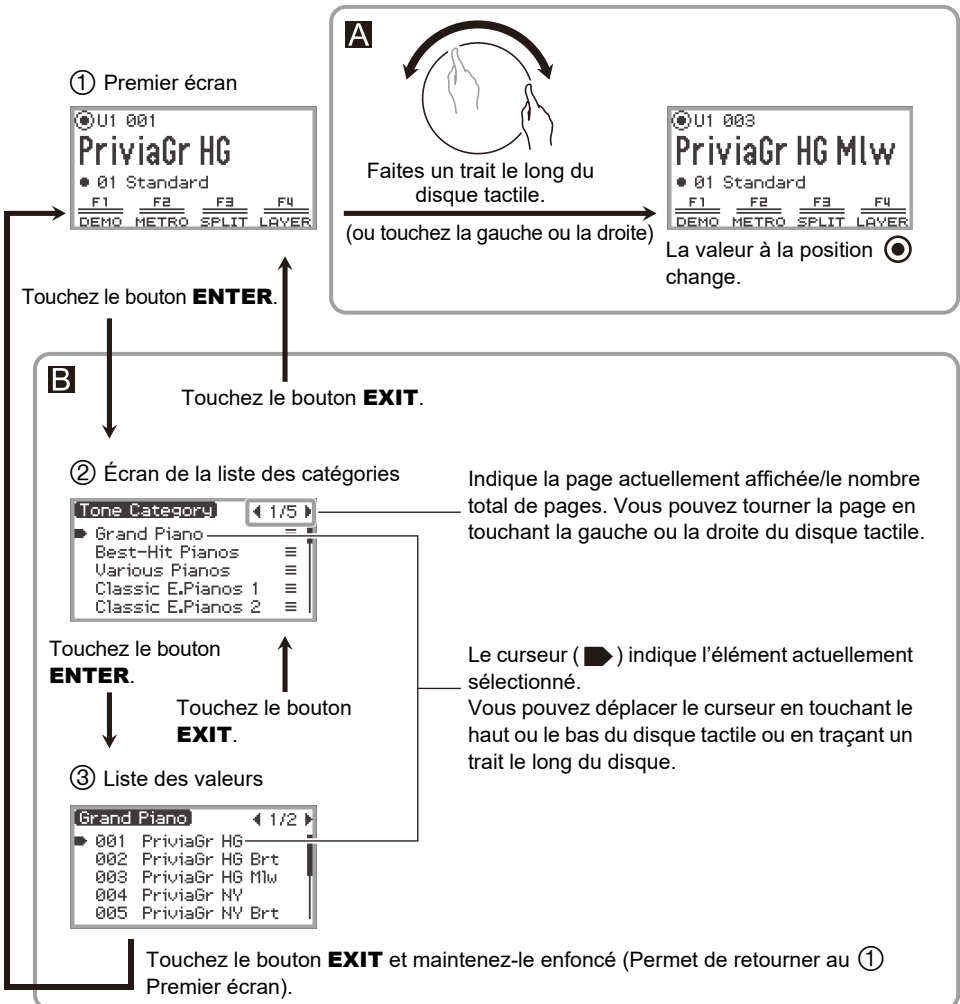 A
① Premier écran
U1 001
PriviaGr HG
01 Standard
F1 F2 F3 F4
DEMO METRO SPLIT LAYER
Faites un trait le long du
disque tactile.
(ou touchez la gauche ou la droite)
U1 003
PriviaGr HG Mlw
01 Standard
F1 F2 F3 F4
DEMO METRO SPLIT LAYER
La valeur à la position ◉
change.
Touchez le bouton ENTER.
B
Touchez le bouton EXIT.
② Écran de la liste des catégories
Tone Category 1/5
Grand Piano
Best-Hit Pianos
Various Pianos
Classic E.Pianos 1
Classic E.Pianos 2
Indique la page actuellement affichée/le nombre
total de pages. Vous pouvez tourner la page en
touchant la gauche ou la droite du disque tactile.
Touchez le bouton
ENTER.
Touchez le bouton
EXIT.
Le curseur ( ) indique l’élément actuellement
sélectionné.
Vous pouvez déplacer le curseur en touchant le
haut ou le bas du disque tactile ou en traçant un
trait le long du disque.
③ Liste des valeurs
Grand Piano 1/2
001 PriviaGr HG
002 PriviaGr HG Brt
003 PriviaGr HG Mlw
004 PriviaGr NY
005 PriviaGr NY Brt
Touchez le bouton EXIT et maintenez-le enfoncé (Permet de retourner au ①
Premier écran).